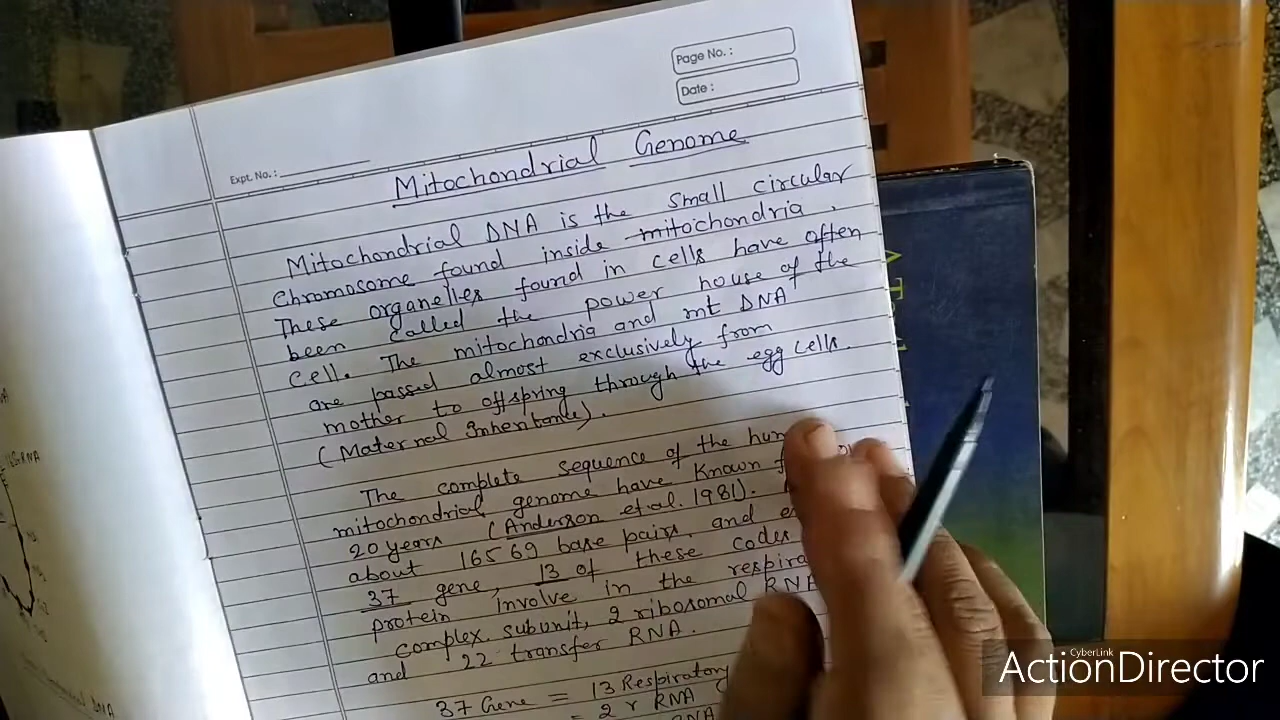 Page No. :
Date :
Expt. No. :
Mitochondrial Genome
Mitochondrial DNA is the small circular
Chromosome found inside mitochondria.
These organelles found in cells have often
been called the power house of the
cell. The mitochondria and mt DNA
are passed almost exclusively from
mother to offspring through the egg cells.
(Maternal Inheritance).
The complete sequence of the
mitochondrial genome have known
20 years (Anderson et al. 1981).
about 16569 base pairs. and
37 gene, 13 of these codes
protein involve in the
complex. subunit, 2 ribosomal RNA
and 22 transfer RNA.
37 Gene = 13 Respiratory
= 2 r RNA
RNA
CyberLink
ActionDirector